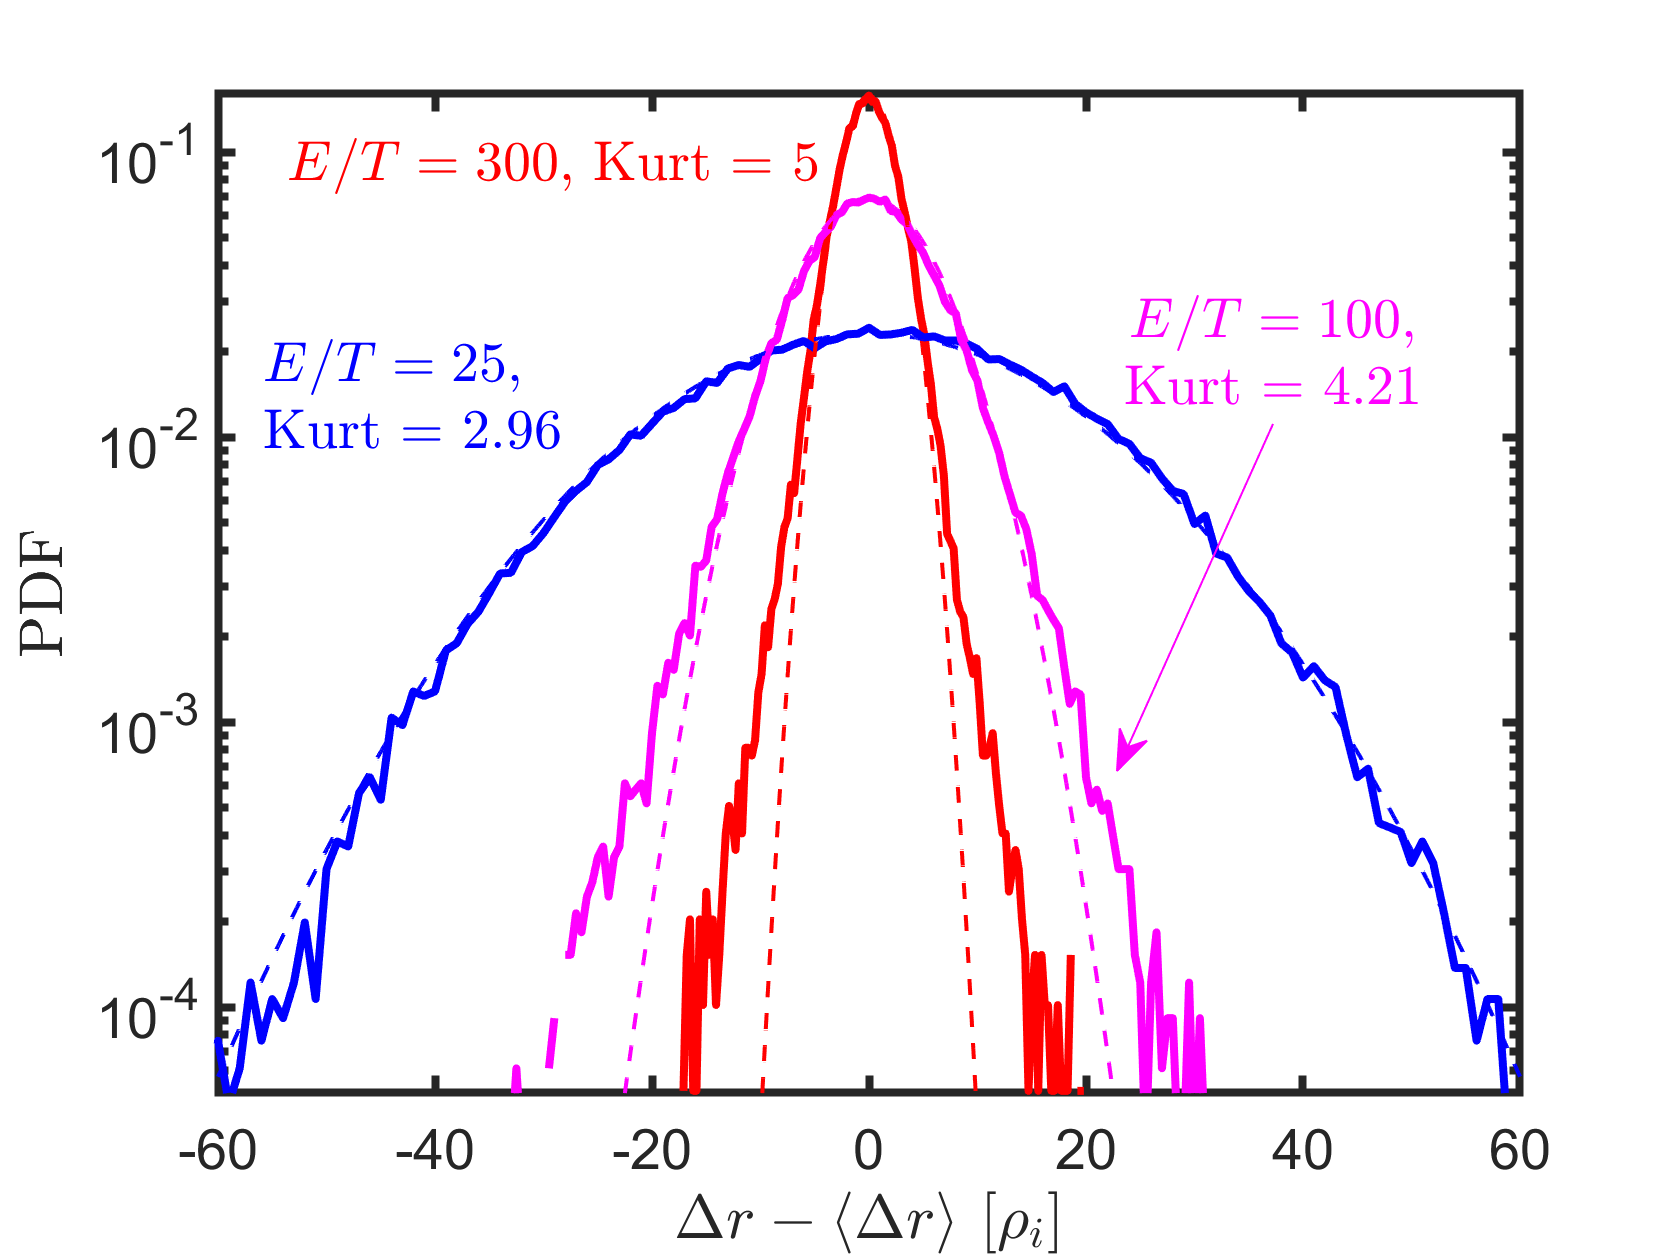 10^-1
E/T = 300, Kurt = 5
E/T = 100,
Kurt = 4.21
E/T = 25,
Kurt = 2.96
10^-2
PDF
10^-3
10^-4
-60 -40 -20 0 20 40 60
Δr − ⟨Δr⟩ [ρ_i]